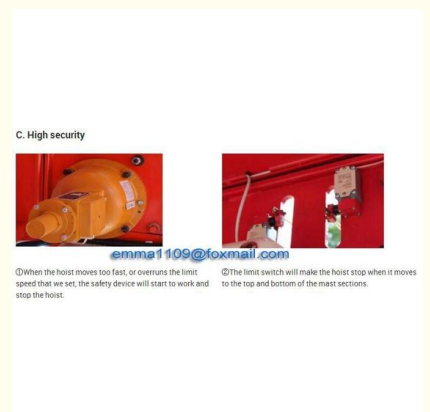 C. High security
emma1109@foxmail.com
①When the hoist moves too fast, or overruns the limit
speed that we set, the safety device will start to work and
stop the hoist.
②The limit switch will make the hoist stop when it moves
to the top and bottom of the mast sections.